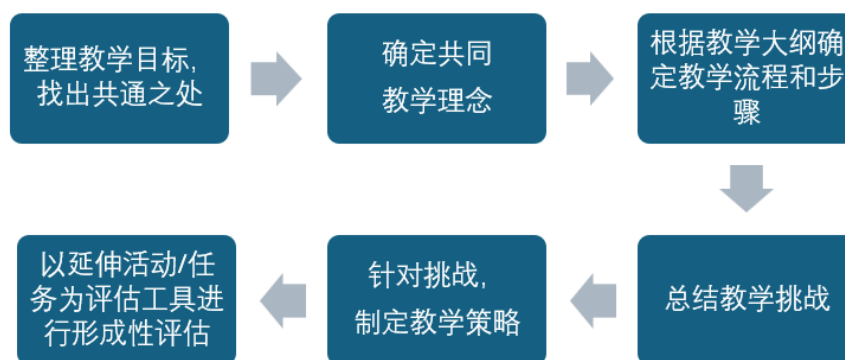 整理教学目标，
找出共通之处
确定共同
教学理念
根据教学大纲确
定教学流程和步
骤
总结教学挑战
针对挑战，
制定教学策略
以延伸活动/任
务为评估工具进
行形成性评估